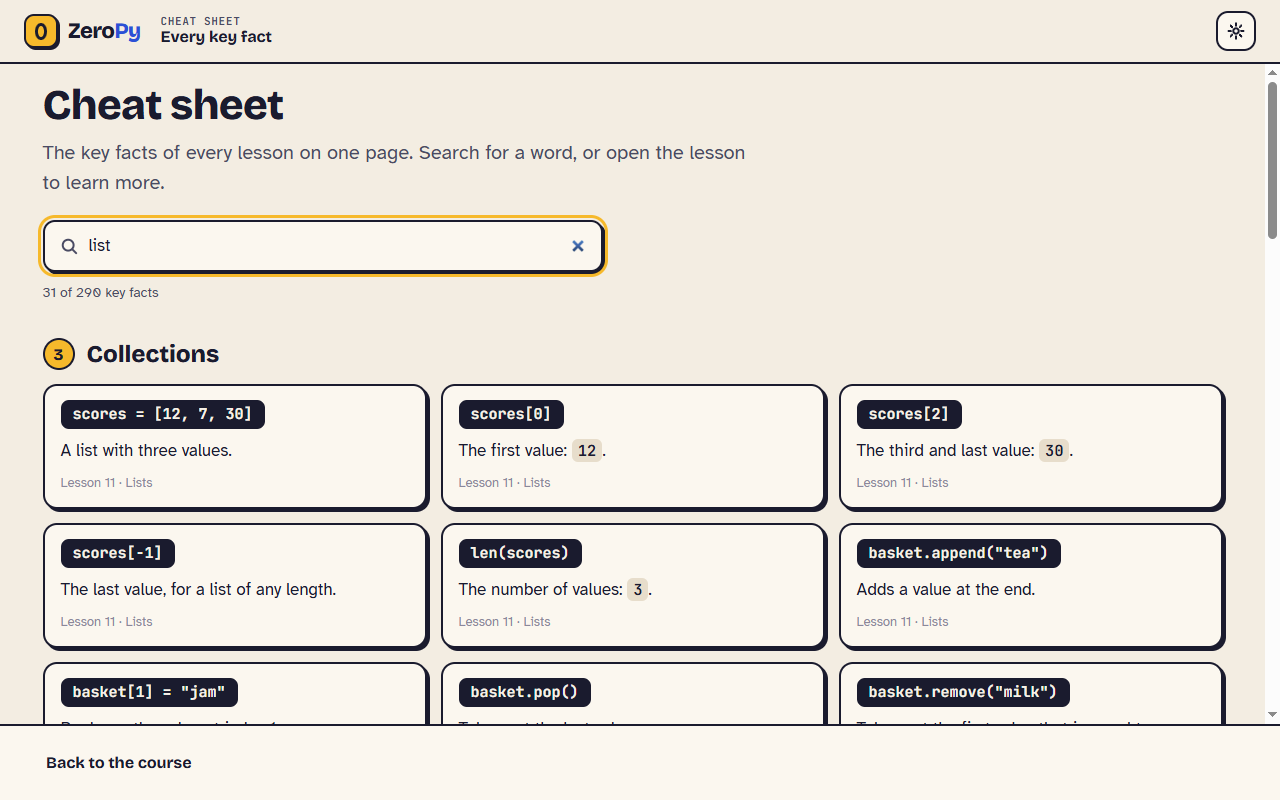 0 ZeroPy
CHEAT SHEET
Every key fact
Cheat sheet
The key facts of every lesson on one page. Search for a word, or open the lesson
to learn more.
list
31 of 290 key facts
3 Collections
scores = [12, 7, 30]
A list with three values.
Lesson 11 · Lists
scores[0]
The first value: 12.
Lesson 11 · Lists
scores[2]
The third and last value: 30.
Lesson 11 · Lists
scores[-1]
The last value, for a list of any length.
Lesson 11 · Lists
len(scores)
The number of values: 3.
Lesson 11 · Lists
basket.append("tea")
Adds a value at the end.
Lesson 11 · Lists
basket[1] = "jam"
basket.pop()
basket.remove("milk")
Back to the course